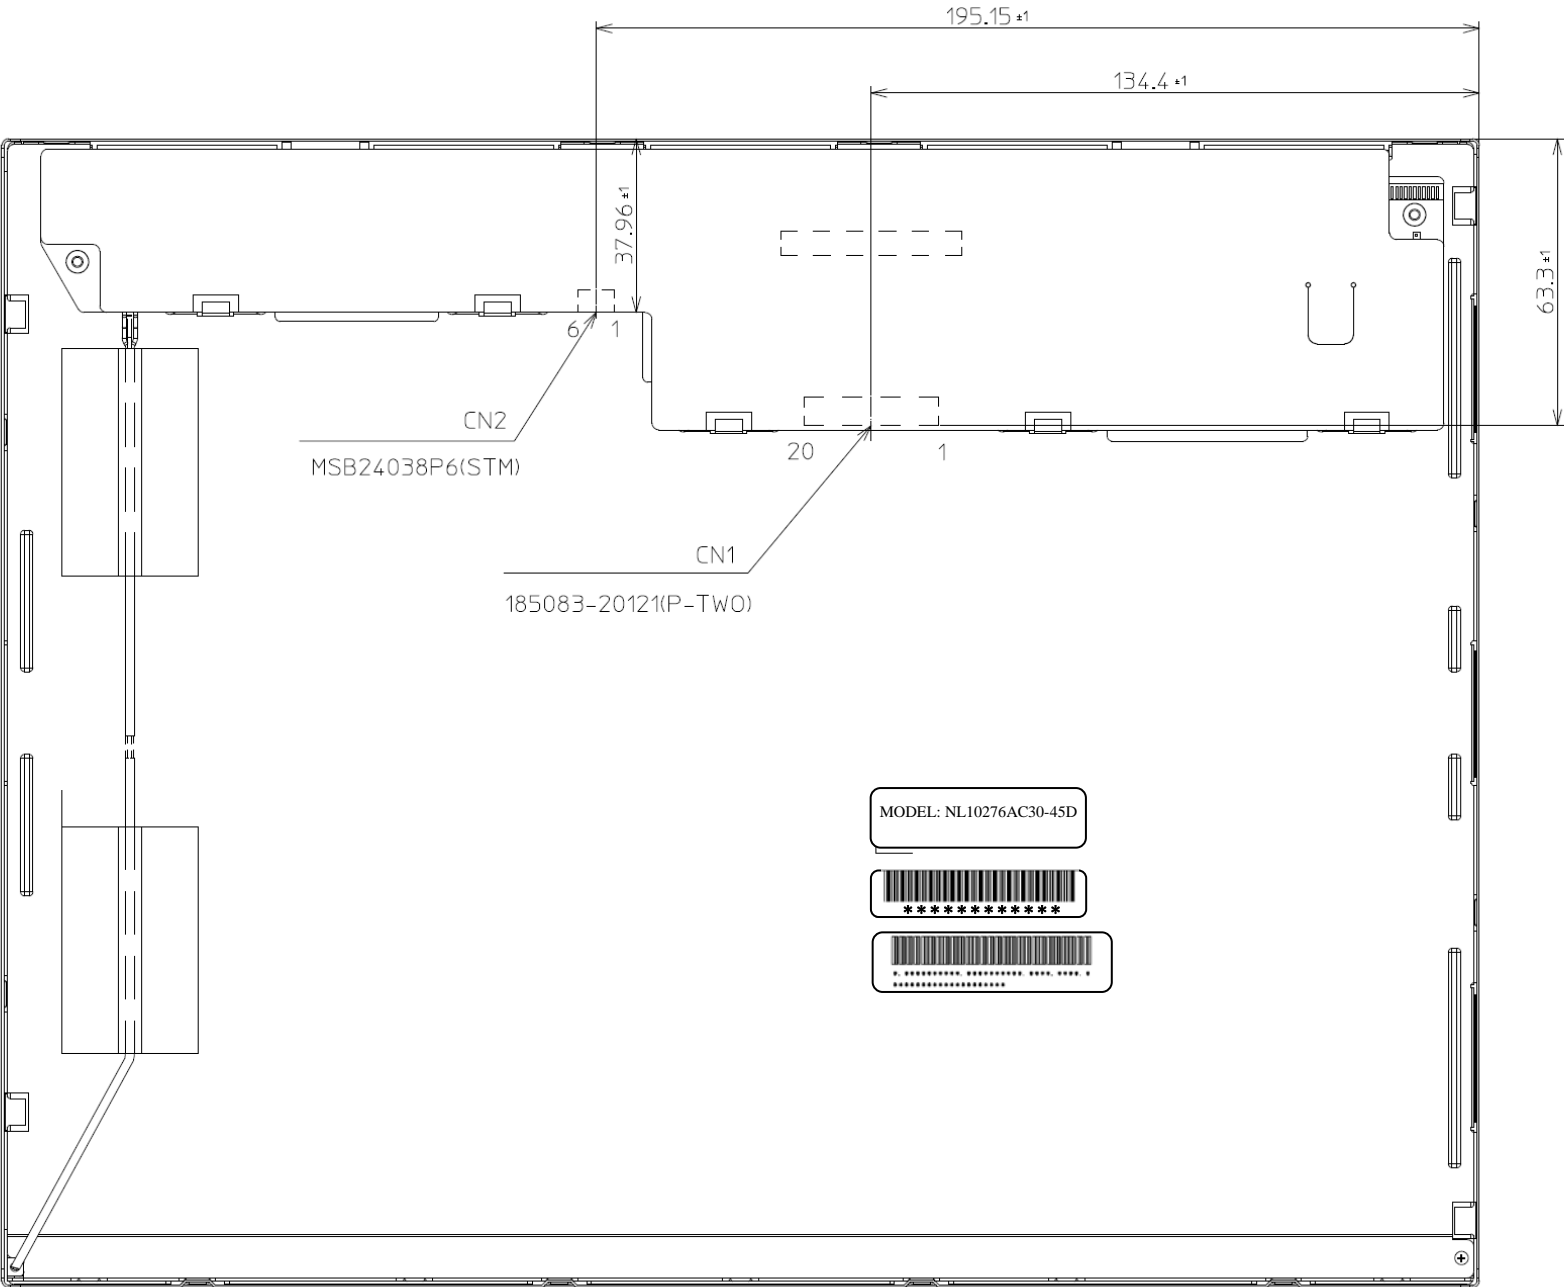 195.15 ±1
134.4 ±1
37.96 ±1
63.3 ±1
6 1
CN2
MSB24038P6(STM)
20 1
CN1
185083-20121(P-TWO)
MODEL: NL10276AC30-45D
************